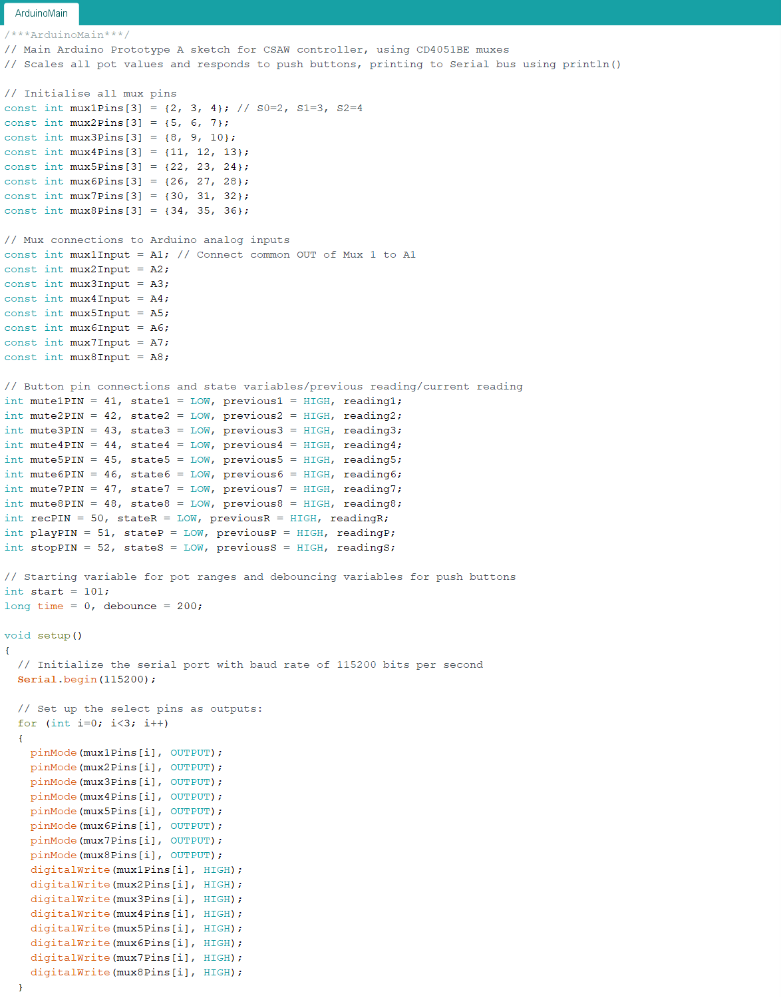 ArduinoMain
/***ArduinoMain***/
// Main Arduino Prototype A sketch for CSAW controller, using CD4051BE muxes
// Scales all pot values and responds to push buttons, printing to Serial bus using println()
// Initialise all mux pins
const int mux1Pins[3] = {2, 3, 4}; // S0=2, S1=3, S2=4
const int mux2Pins[3] = {5, 6, 7};
const int mux3Pins[3] = {8, 9, 10};
const int mux4Pins[3] = {11, 12, 13};
const int mux5Pins[3] = {22, 23, 24};
const int mux6Pins[3] = {26, 27, 28};
const int mux7Pins[3] = {30, 31, 32};
const int mux8Pins[3] = {34, 35, 36};
// Mux connections to Arduino analog inputs
const int mux1Input = A1; // Connect common OUT of Mux 1 to A1
const int mux2Input = A2;
const int mux3Input = A3;
const int mux4Input = A4;
const int mux5Input = A5;
const int mux6Input = A6;
const int mux7Input = A7;
const int mux8Input = A8;
// Button pin connections and state variables/previous reading/current reading
int mute1PIN = 41, state1 = LOW, previous1 = HIGH, reading1;
int mute2PIN = 42, state2 = LOW, previous2 = HIGH, reading2;
int mute3PIN = 43, state3 = LOW, previous3 = HIGH, reading3;
int mute4PIN = 44, state4 = LOW, previous4 = HIGH, reading4;
int mute5PIN = 45, state5 = LOW, previous5 = HIGH, reading5;
int mute6PIN = 46, state6 = LOW, previous6 = HIGH, reading6;
int mute7PIN = 47, state7 = LOW, previous7 = HIGH, reading7;
int mute8PIN = 48, state8 = LOW, previous8 = HIGH, reading8;
int recPIN = 50, stateR = LOW, previousR = HIGH, readingR;
int playPIN = 51, stateP = LOW, previousP = HIGH, readingP;
int stopPIN = 52, stateS = LOW, previousS = HIGH, readingS;
// Starting variable for pot ranges and debouncing variables for push buttons
int start = 101;
long time = 0, debounce = 200;
void setup()
{
// Initialize the serial port with baud rate of 115200 bits per second
Serial.begin(115200);
// Set up the select pins as outputs:
for (int i=0; i<3; i++)
{
pinMode(mux1Pins[i], OUTPUT);
pinMode(mux2Pins[i], OUTPUT);
pinMode(mux3Pins[i], OUTPUT);
pinMode(mux4Pins[i], OUTPUT);
pinMode(mux5Pins[i], OUTPUT);
pinMode(mux6Pins[i], OUTPUT);
pinMode(mux7Pins[i], OUTPUT);
pinMode(mux8Pins[i], OUTPUT);
digitalWrite(mux1Pins[i], HIGH);
digitalWrite(mux2Pins[i], HIGH);
digitalWrite(mux3Pins[i], HIGH);
digitalWrite(mux4Pins[i], HIGH);
digitalWrite(mux5Pins[i], HIGH);
digitalWrite(mux6Pins[i], HIGH);
digitalWrite(mux7Pins[i], HIGH);
digitalWrite(mux8Pins[i], HIGH);
}